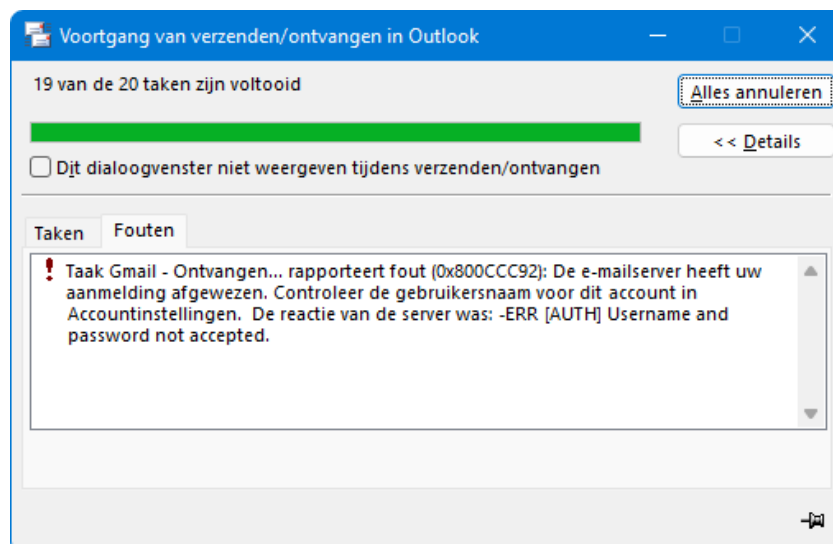 Voortgang van verzenden/ontvangen in Outlook
19 van de 20 taken zijn voltooid
Alles annuleren
<< Details
Dit dialoogvenster niet weergeven tijdens verzenden/ontvangen
Taken Fouten
Taak Gmail - Ontvangen... rapporteert fout (0x800CCC92): De e-mailserver heeft uw
aanmelding afgewezen. Controleer de gebruikersnaam voor dit account in
Accountinstellingen.  De reactie van de server was: -ERR [AUTH] Username and
password not accepted.